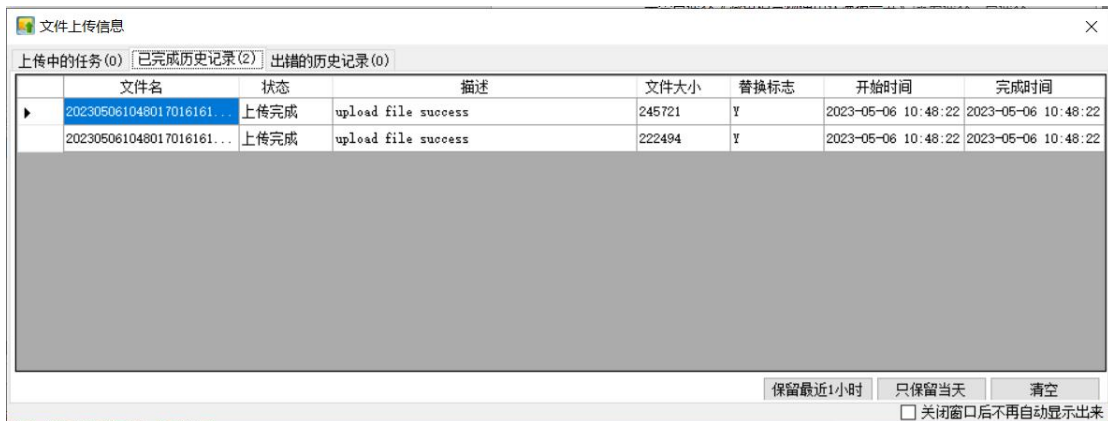 文件上传信息
上传中的任务(0) 已完成历史记录(2) 出错的历史记录(0)
文件名 状态 描述 文件大小 替换标志 开始时间 完成时间
202305061048017016161... 上传完成 upload file success 245721 Y 2023-05-06 10:48:22 2023-05-06 10:48:22
202305061048017016161... 上传完成 upload file success 222494 Y 2023-05-06 10:48:22 2023-05-06 10:48:22
保留最近1小时 只保留当天 清空
关闭窗口后不再自动显示出来